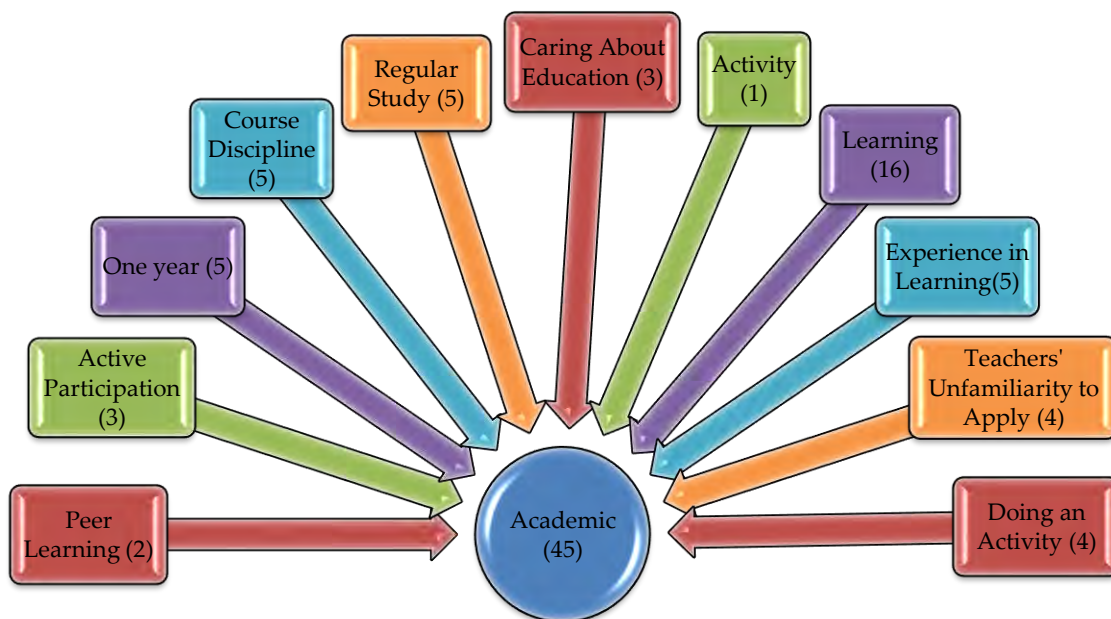 Peer
Learning (2)
Active
Participation
(3)
One year (5)
Course
Discipline
(5)
Regular
Study (5)
Caring About
Education (3)
Activity
(1)
Learning
(16)
Experience in
Learning(5)
Teachers'
Unfamiliarity to
Apply (4)
Doing an
Activity (4)
Academic
(45)